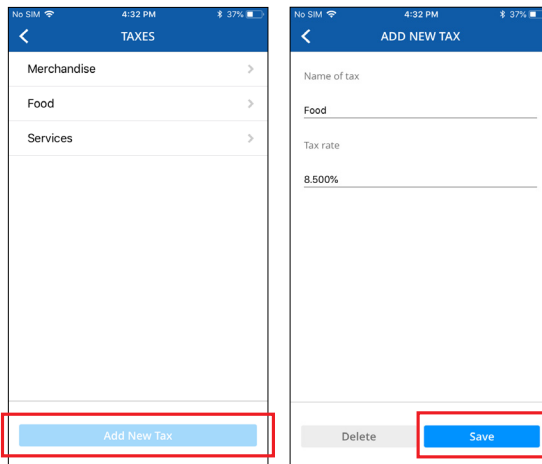 No SIM 4:32 PM 37%
TAXES
Merchandise
Food
Services
Add New Tax
No SIM 4:32 PM 37%
ADD NEW TAX
Name of tax
Food
Tax rate
8.500%
Delete Save